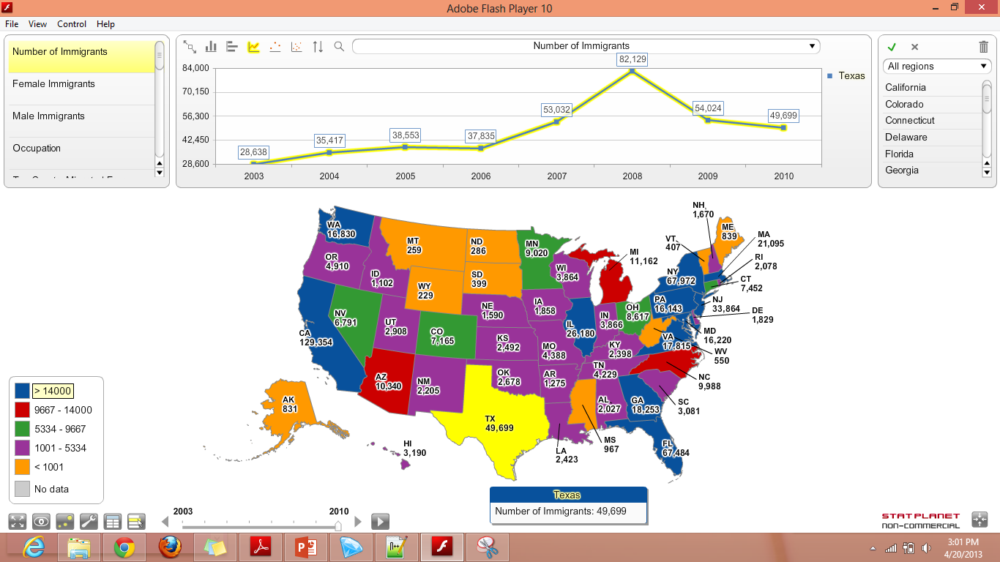 Adobe Flash Player 10
File View Control Help
Number of Immigrants
Female Immigrants
Male Immigrants
Occupation
Number of Immigrants
84,000
70,150
56,300
42,450
28,600
28,638
35,417
38,553
37,835
53,032
82,129
54,024
49,699
2003 2004 2005 2006 2007 2008 2009 2010
Texas
All regions
California
Colorado
Connecticut
Delaware
Florida
Georgia
WA
16,830
OR
4,910
ID
1,102
MT
259
WY
229
ND
286
SD
399
MN
9,020
WI
3,864
MI
11,162
NH
1,670
VT
407
ME
839
MA
21,095
RI
2,078
CT
7,452
NY
67,972
NJ
33,864
PA
16,143
DE
1,829
MD
16,220
WV
550
VA
17,815
NC
9,988
SC
3,081
CA
129,354
NV
6,791
UT
2,908
CO
7,165
NE
1,590
IA
1,858
IL
26,180
IN
3,866
OH
8,617
KS
2,492
MO
4,388
KY
2,398
TN
4,229
AZ
10,340
NM
2,205
OK
2,678
AR
1,275
TX
49,699
LA
2,423
MS
967
AL
2,027
GA
18,253
FL
67,484
AK
831
HI
3,190
> 14000
9667 - 14000
5334 - 9667
1001 - 5334
< 1001
No data
Texas
Number of Immigrants: 49,699
2003 2010
STATPLANET
NON-COMMERCIAL
3:01 PM
4/20/2013